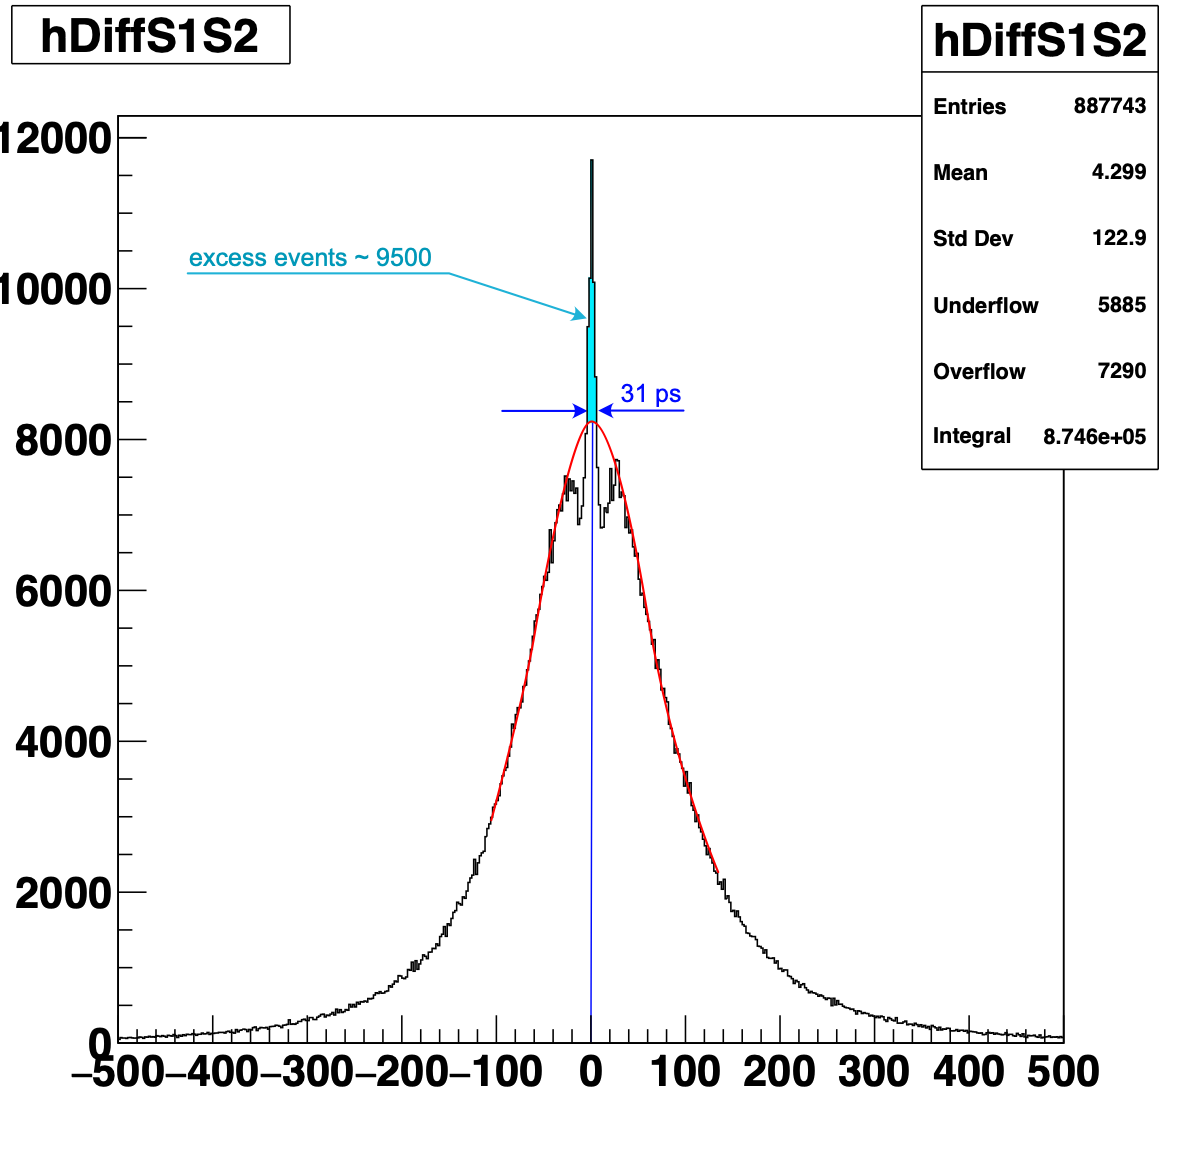 hDiffS1S2
hDiffS1S2
Entries 887743
Mean 4.299
Std Dev 122.9
Underflow 5885
Overflow 7290
Integral 8.746e+05
12000
excess events ~ 9500
10000
31 ps
8000
6000
4000
2000
0
−500 −400 −300 −200 −100 0 100 200 300 400 500